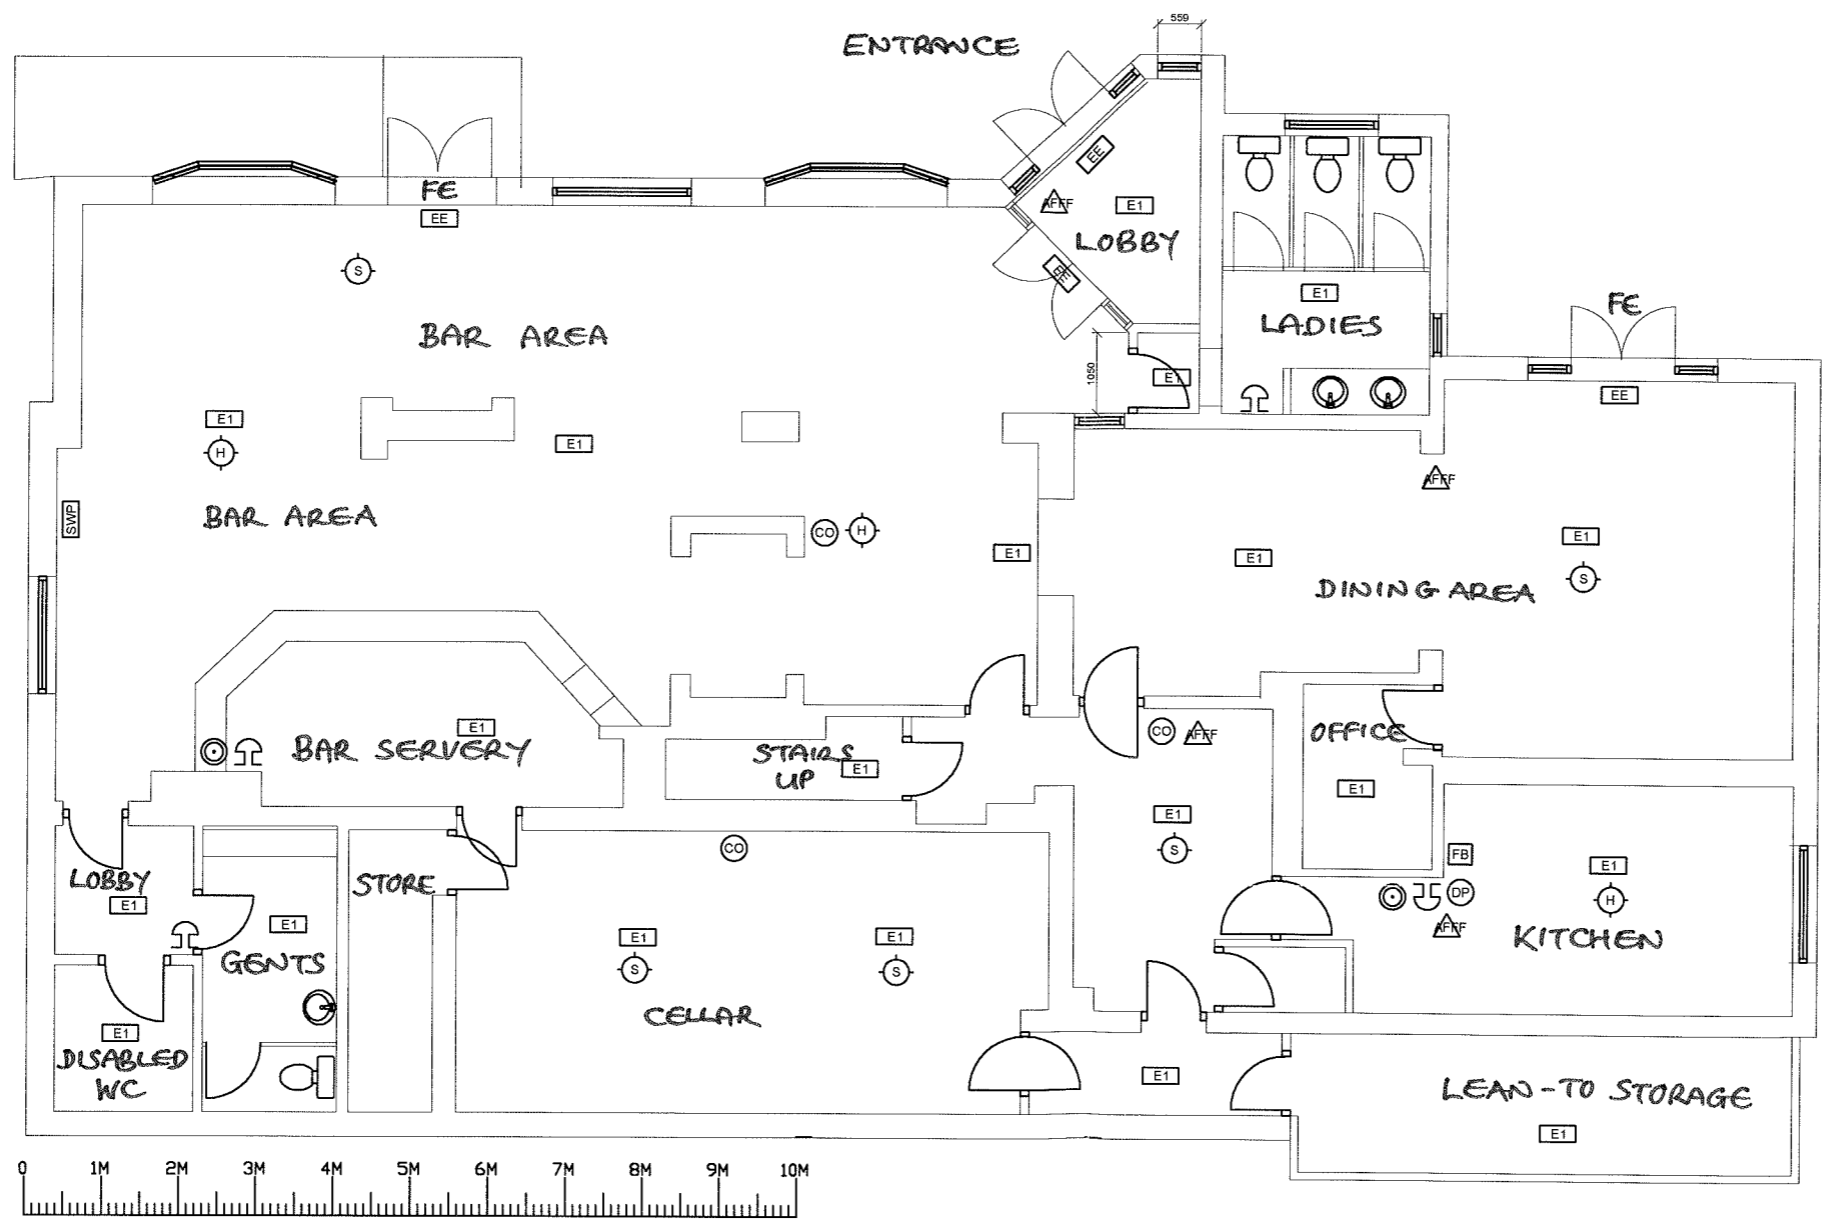 559
ENTRANCE
EE
FE
EE
AFFF
E1
LOBBY
EE
S
E1
LADIES
FE
BAR AREA
1050
E1
EE
E1
H
E1
AFFF
SWP
BAR AREA
CO
H
E1
E1
E1
S
DINING AREA
E1
BAR SERVERY
STAIRS
UP
E1
CO
AFFF
OFFICE
E1
E1
S
CO
FB
E1
DP
H
AFFF
KITCHEN
LOBBY
E1
STORE
E1
GENTS
E1
S
E1
S
CELLAR
E1
DISABLED
WC
E1
LEAN-TO STORAGE
E1
0 1M 2M 3M 4M 5M 6M 7M 8M 9M 10M